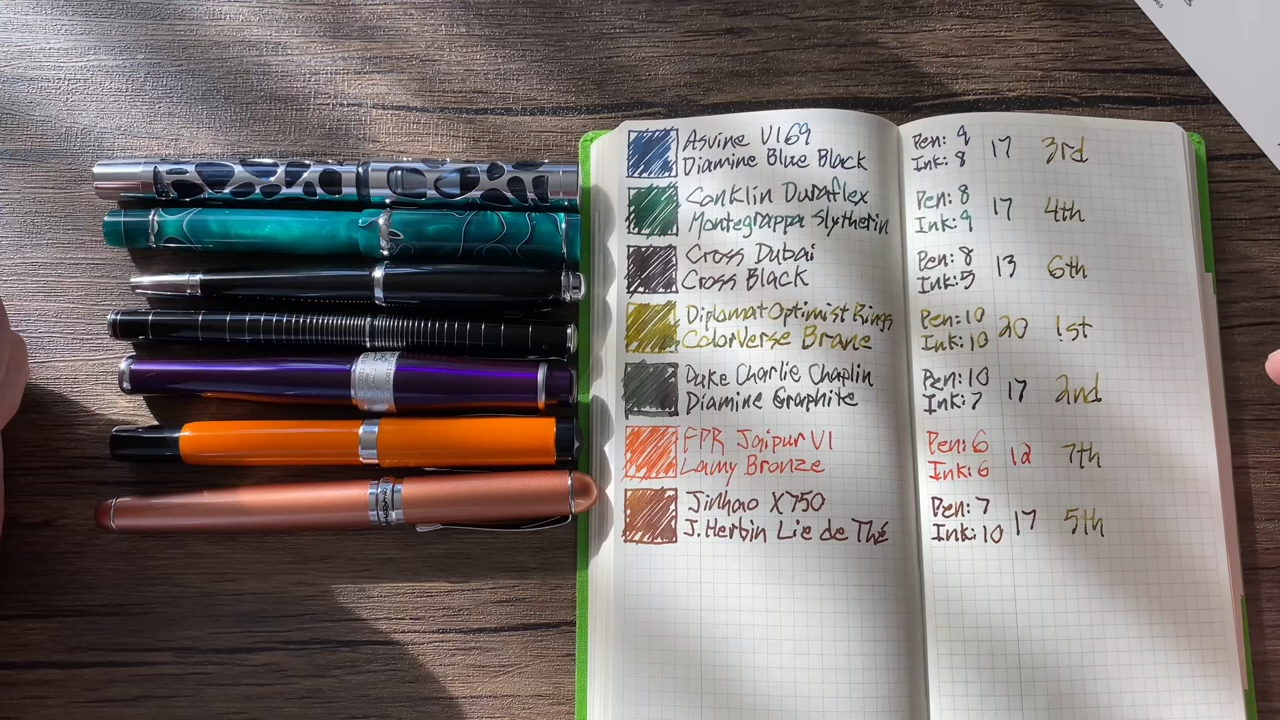 Asvine V169
Diamine Blue Black
Conklin Duraflex
Montegrappa Slytherin
Cross Dubai
Cross Black
Diplomat Optimist Rings
ColorVerse Brane
Duke Charlie Chaplin
Diamine Graphite
FPR Jaipur V1
Lamy Bronze
Jinhao X750
J.Herbin Lie de Thé
Pen: 9
Ink: 8
17
3rd
Pen: 8
Ink: 9
17
4th
Pen: 8
Ink: 5
13
6th
Pen: 10
Ink: 10
20
1st
Pen: 10
Ink: 7
17
2nd
Pen: 6
Ink: 6
12
7th
Pen: 7
Ink: 10
17
5th